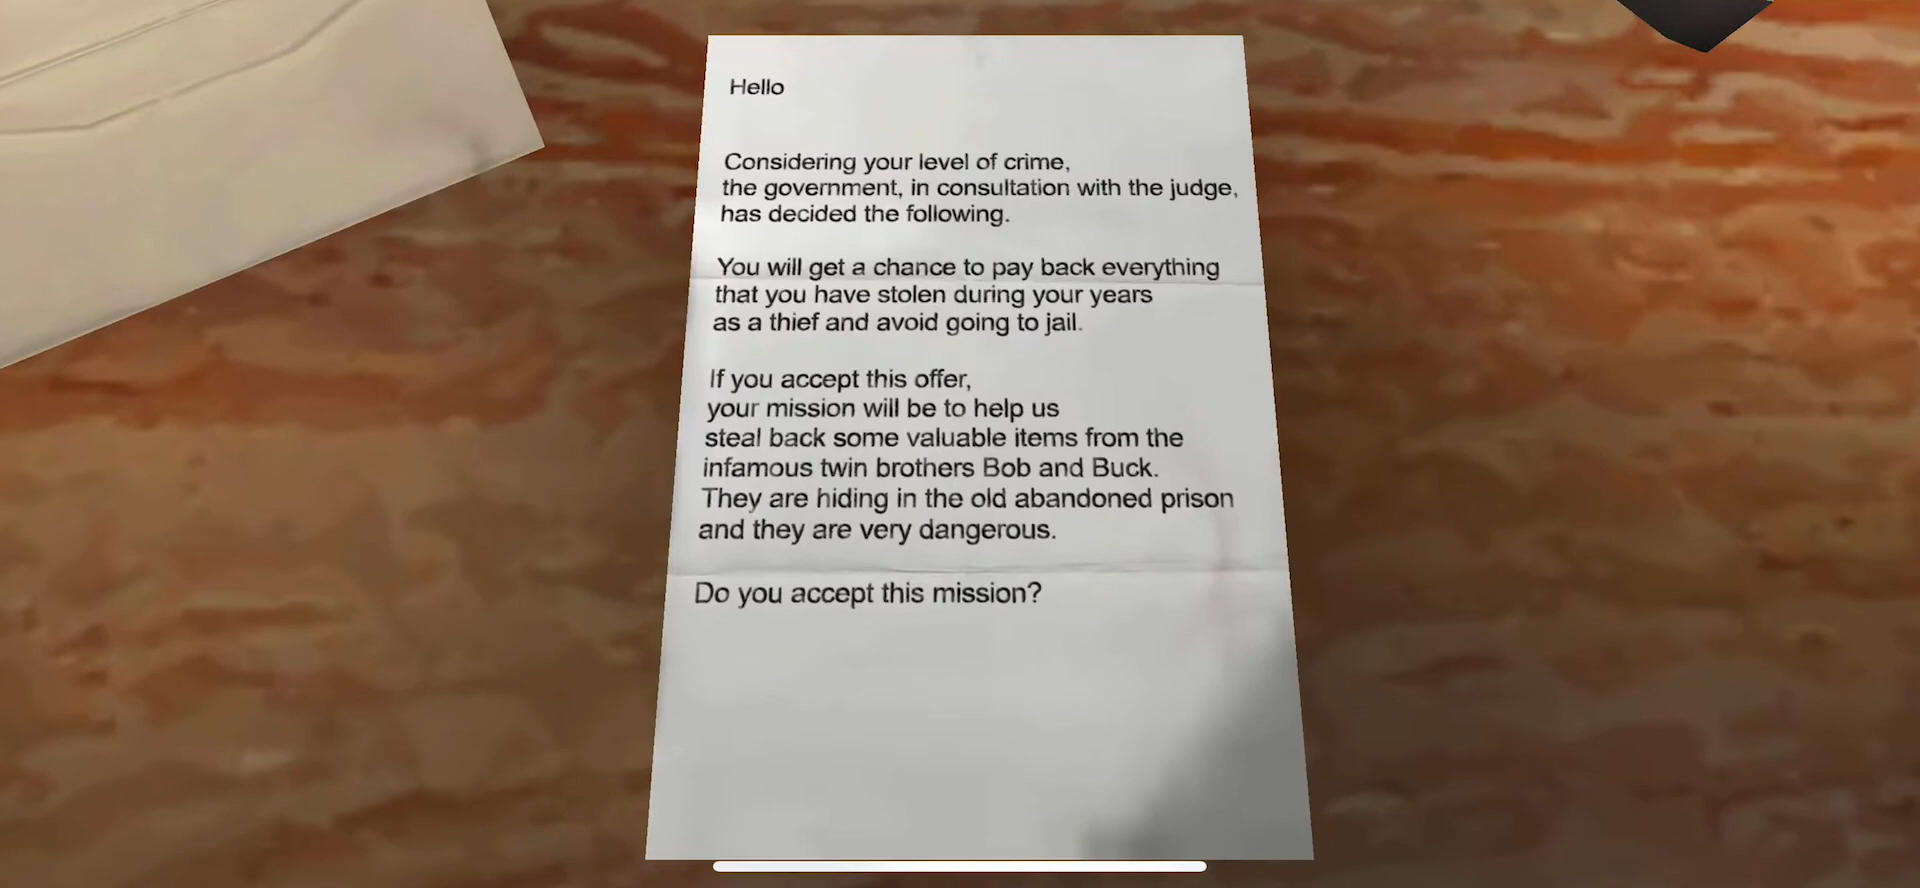 Hello
Considering your level of crime,
the government, in consultation with the judge,
has decided the following.
You will get a chance to pay back everything
that you have stolen during your years
as a thief and avoid going to jail.
If you accept this offer,
your mission will be to help us
steal back some valuable items from the
infamous twin brothers Bob and Buck.
They are hiding in the old abandoned prison
and they are very dangerous.
Do you accept this mission?